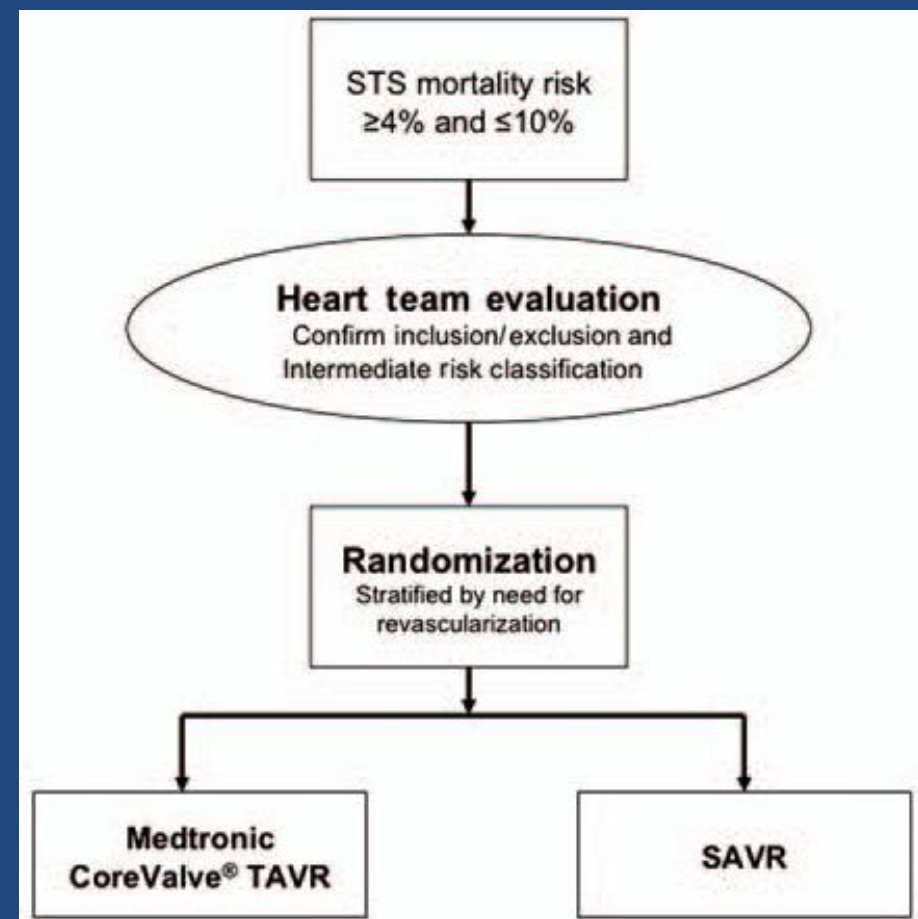 STS mortality risk
≥4% and ≤10%
Heart team evaluation
Confirm inclusion/exclusion and
Intermediate risk classification
Randomization
Stratified by need for
revascularization
Medtronic
CoreValve® TAVR
SAVR